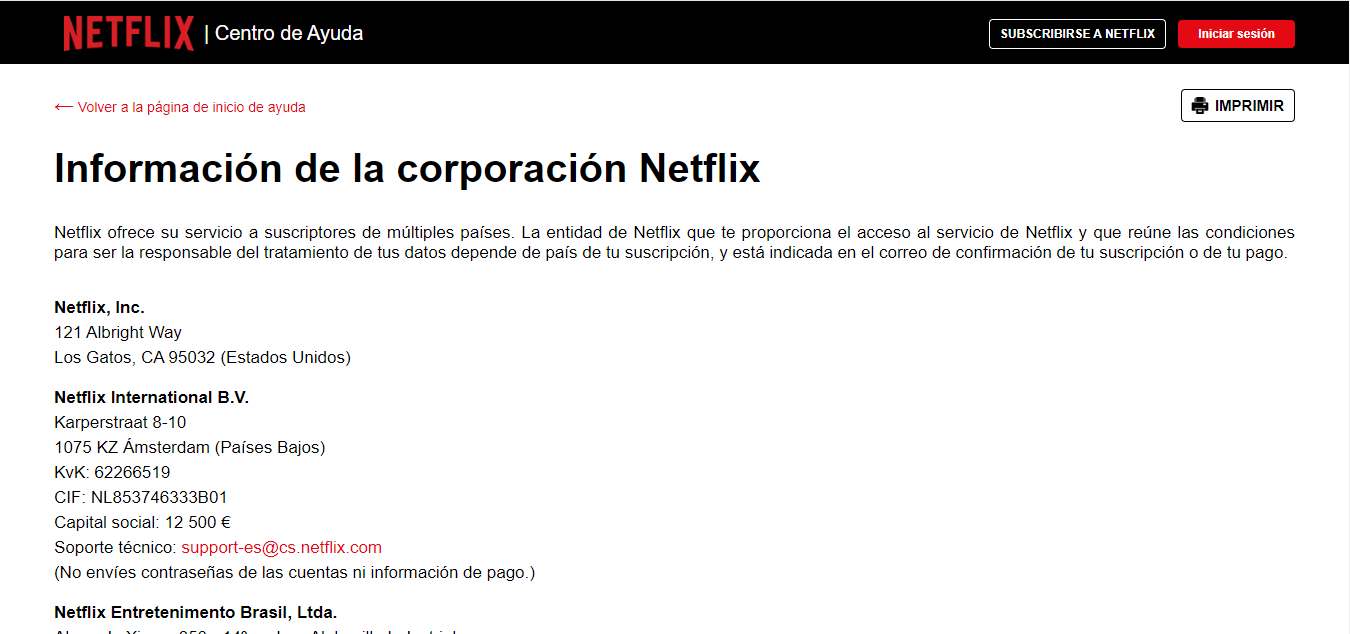 NETFLIX | Centro de Ayuda
SUBSCRIBIRSE A NETFLIX
Iniciar sesión
← Volver a la página de inicio de ayuda
IMPRIMIR
Información de la corporación Netflix
Netflix ofrece su servicio a suscriptores de múltiples países. La entidad de Netflix que te proporciona el acceso al servicio de Netflix y que reúne las condiciones
para ser la responsable del tratamiento de tus datos depende de país de tu suscripción, y está indicada en el correo de confirmación de tu suscripción o de tu pago.
Netflix, Inc.
121 Albright Way
Los Gatos, CA 95032 (Estados Unidos)
Netflix International B.V.
Karperstraat 8-10
1075 KZ Ámsterdam (Países Bajos)
KvK: 62266519
CIF: NL853746333B01
Capital social: 12 500 €
Soporte técnico: support-es@cs.netflix.com
(No envíes contraseñas de las cuentas ni información de pago.)
Netflix Entretenimento Brasil, Ltda.